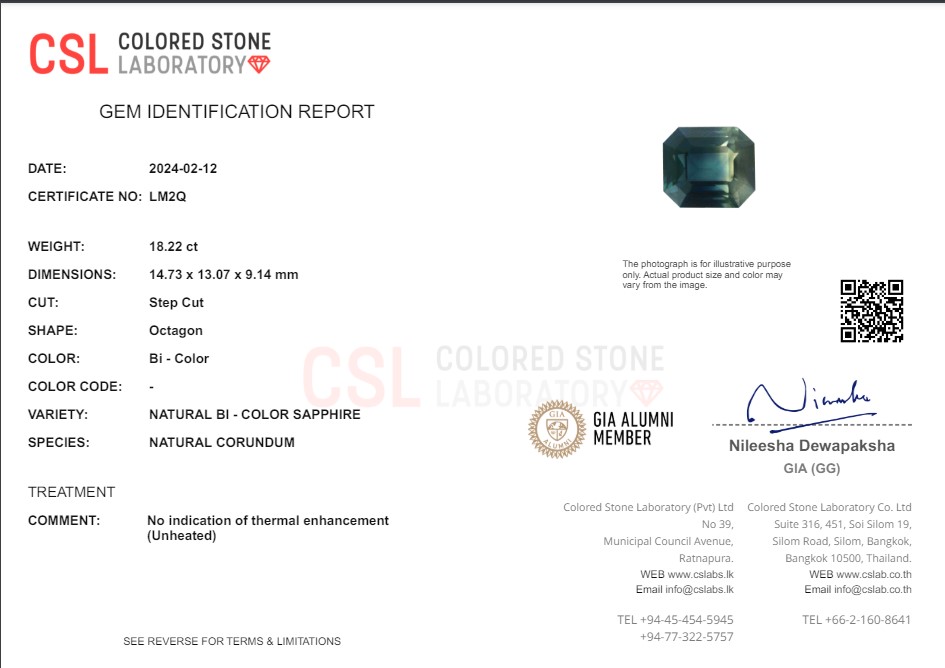 CSL COLORED STONE
LABORATORY
GEM IDENTIFICATION REPORT
DATE: 2024-02-12
CERTIFICATE NO: LM2Q
WEIGHT: 18.22 ct
DIMENSIONS: 14.73 x 13.07 x 9.14 mm
CUT: Step Cut
SHAPE: Octagon
COLOR: Bi - Color
COLOR CODE: -
VARIETY: NATURAL BI - COLOR SAPPHIRE
SPECIES: NATURAL CORUNDUM
TREATMENT
COMMENT: No indication of thermal enhancement
(Unheated)
SEE REVERSE FOR TERMS & LIMITATIONS
The photograph is for illustrative purpose
only. Actual product size and color may
vary from the image.
CSL COLORED STONE
LABORATORY
GIA
ALUMNI
GIA ALUMNI
MEMBER
Nileesha Dewapaksha
GIA (GG)
Colored Stone Laboratory (Pvt) Ltd
No 39,
Municipal Council Avenue,
Ratnapura.
WEB www.cslabs.lk
Email info@cslabs.lk
TEL +94-45-454-5945
+94-77-322-5757
Colored Stone Laboratory Co. Ltd
Suite 316, 451, Soi Silom 19,
Silom Road, Silom, Bangkok,
Bangkok 10500, Thailand.
WEB www.cslab.co.th
Email info@cslab.co.th
TEL +66-2-160-8641